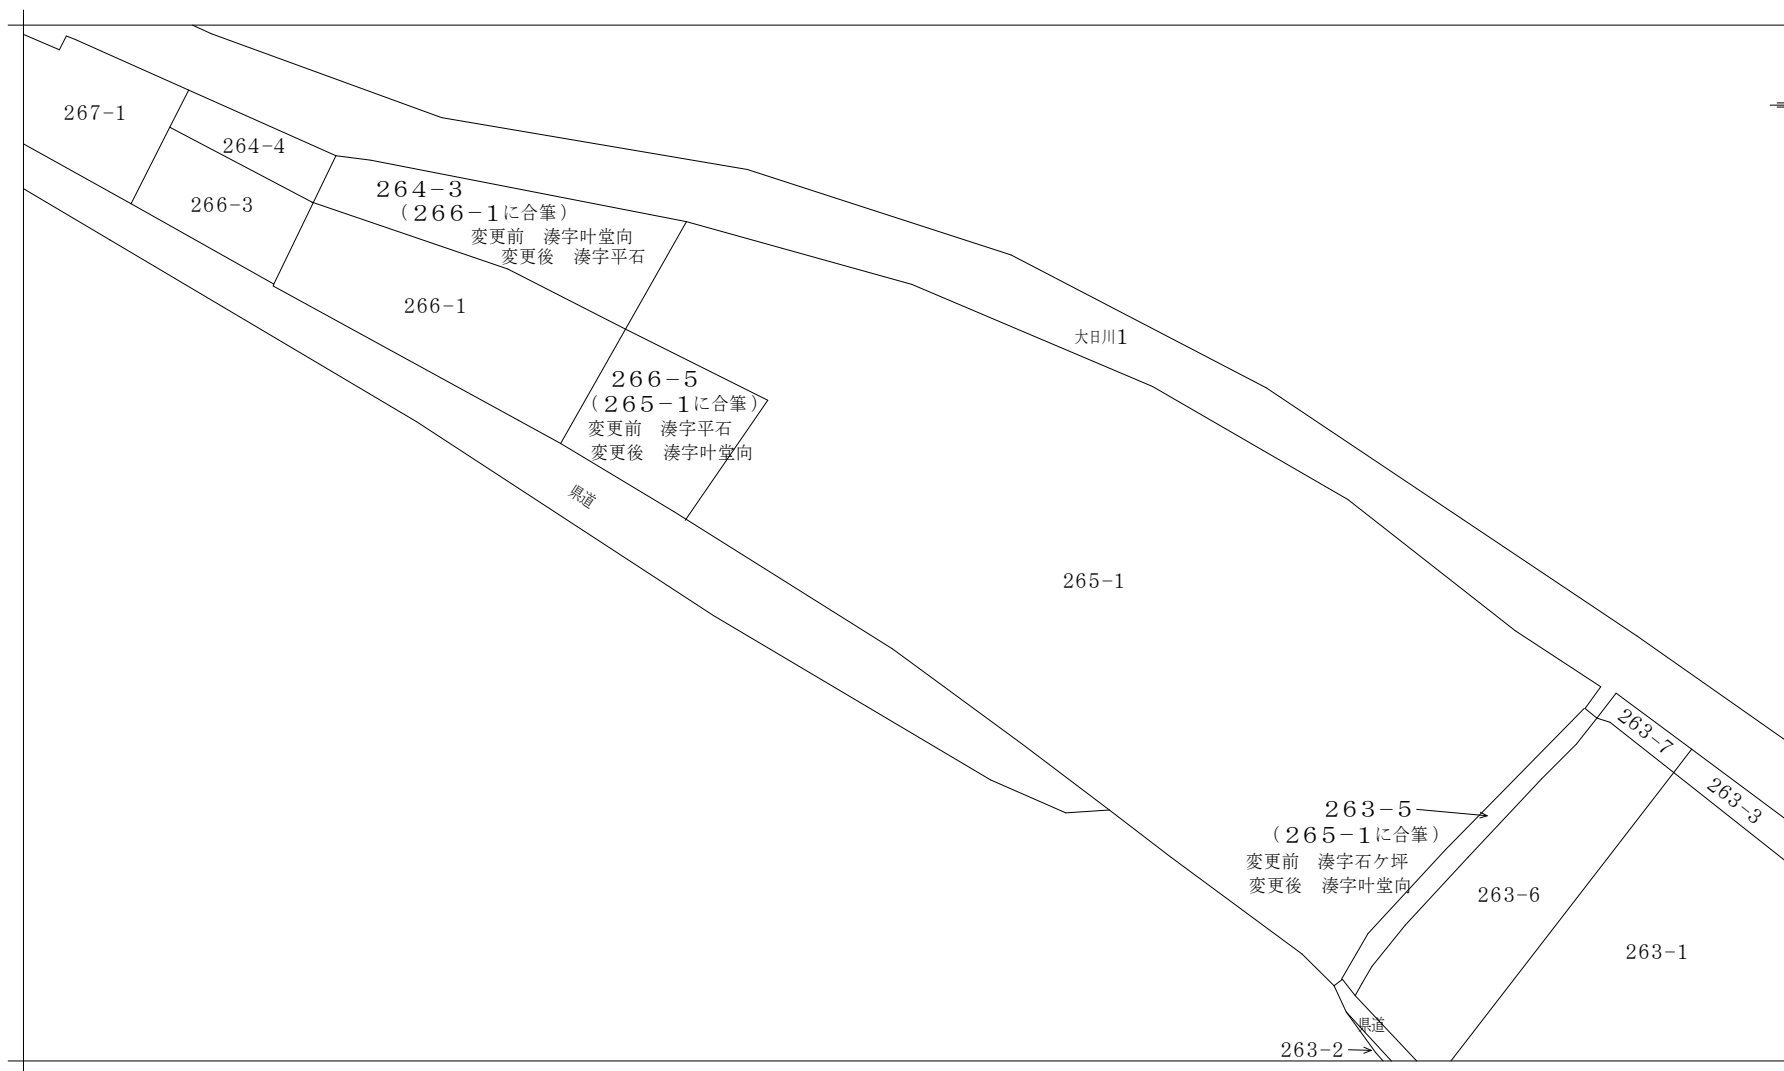 267-1
264-4
266-3
264-3
(266-1に合筆)
変更前　湊字叶堂向
変更後　湊字平石
266-1
大日川1
266-5
(265-1に合筆)
変更前　湊字平石
変更後　湊字叶堂向
県道
265-1
263-7
263-3
263-5
(265-1に合筆)
変更前　湊字石ケ坪
変更後　湊字叶堂向
263-6
263-1
県道
263-2